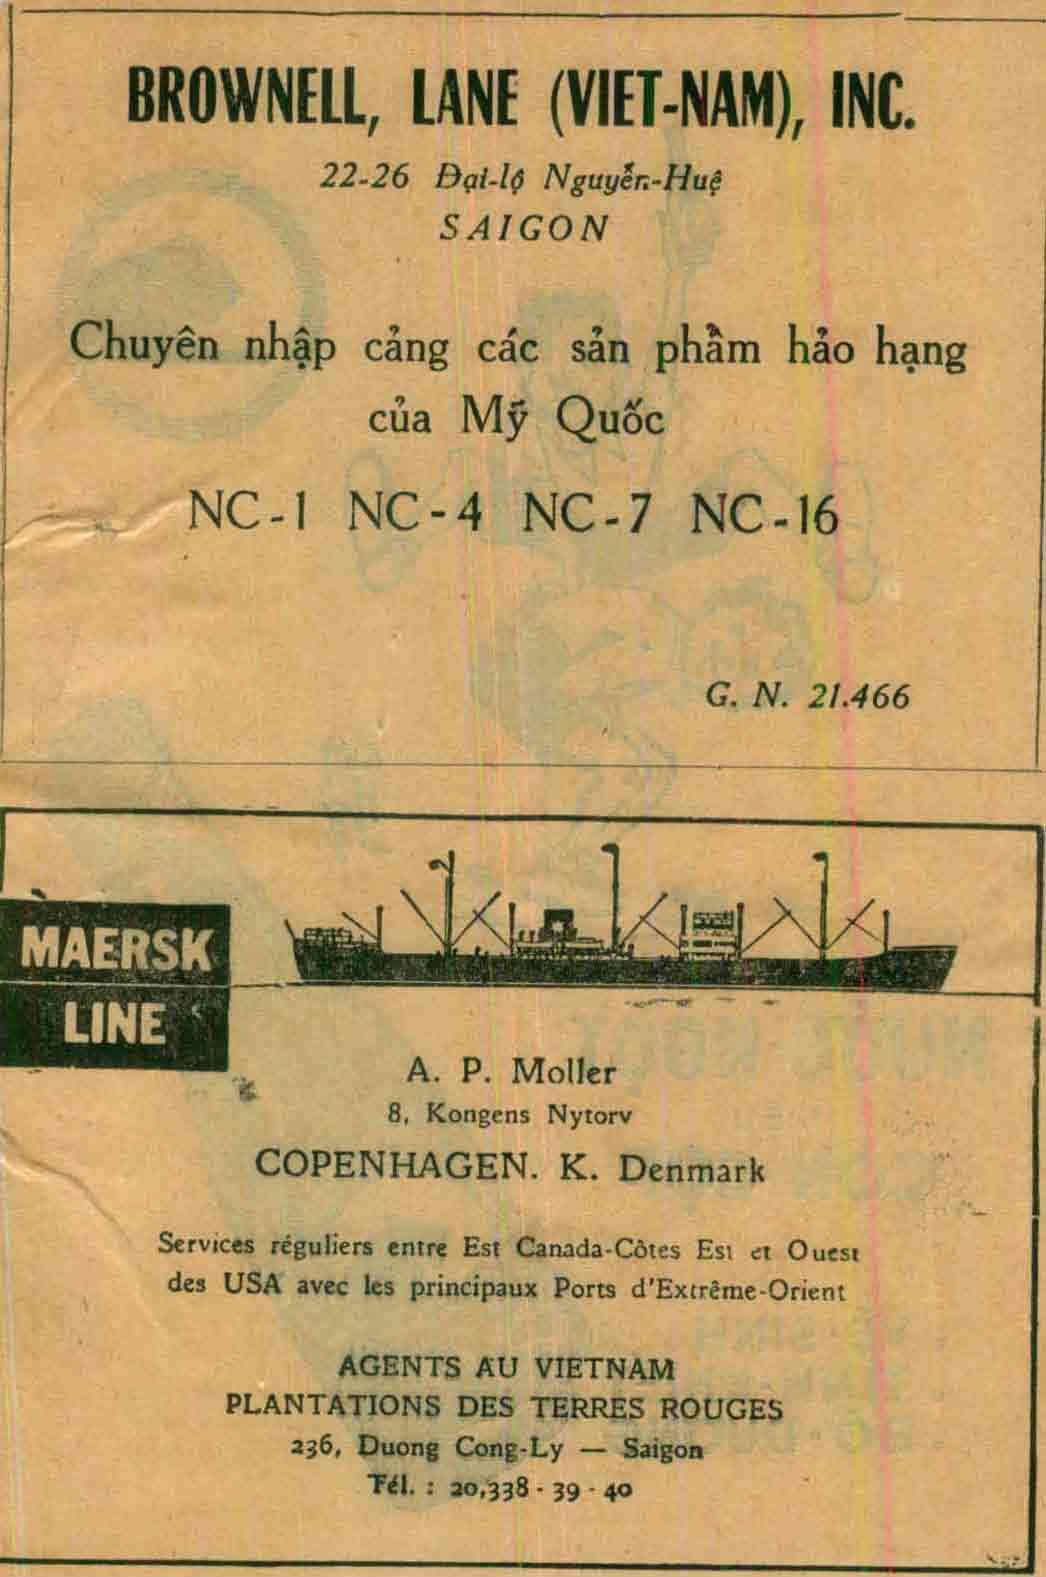 BROWNELL, LANE (VIET-NAM), INC.
22-26 Đại-lộ Nguyễn-Huệ
SAIGON
Chuyên nhập cảng các sản phẩm hảo hạng
của Mỹ Quốc
NC-1 NC-4 NC-7 NC-16
G. N. 21.466
MAERSK
LINE
A. P. Moller
8, Kongens Nytorv
COPENHAGEN. K. Denmark
Services réguliers entre Est Canada-Côtes Est et Ouest
des USA avec les principaux Ports d'Extrême-Orient
AGENTS AU VIETNAM
PLANTATIONS DES TERRES ROUGES
236, Duong Cong-Ly — Saigon
Tél. : 20,338 - 39 - 40